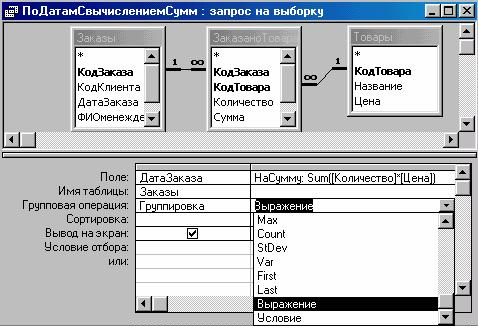 ПоДатамСвычислениемСумм : запрос на выборку
Заказы
*
КодЗаказа
КодКлиента
ДатаЗаказа
ФИОменежде
1
∞
ЗаказаноТовар
*
КодЗаказа
КодТовара
Количество
Сумма
∞
1
Товары
*
КодТовара
Название
Цена
Поле: ДатаЗаказа НаСумму: Sum([Количество]*[Цена])
Имя таблицы: Заказы
Групповая операция: Группировка Выражение
Сортировка: Max
Вывод на экран: Count
Условие отбора: StDev
или: Var
First
Last
Выражение
Условие